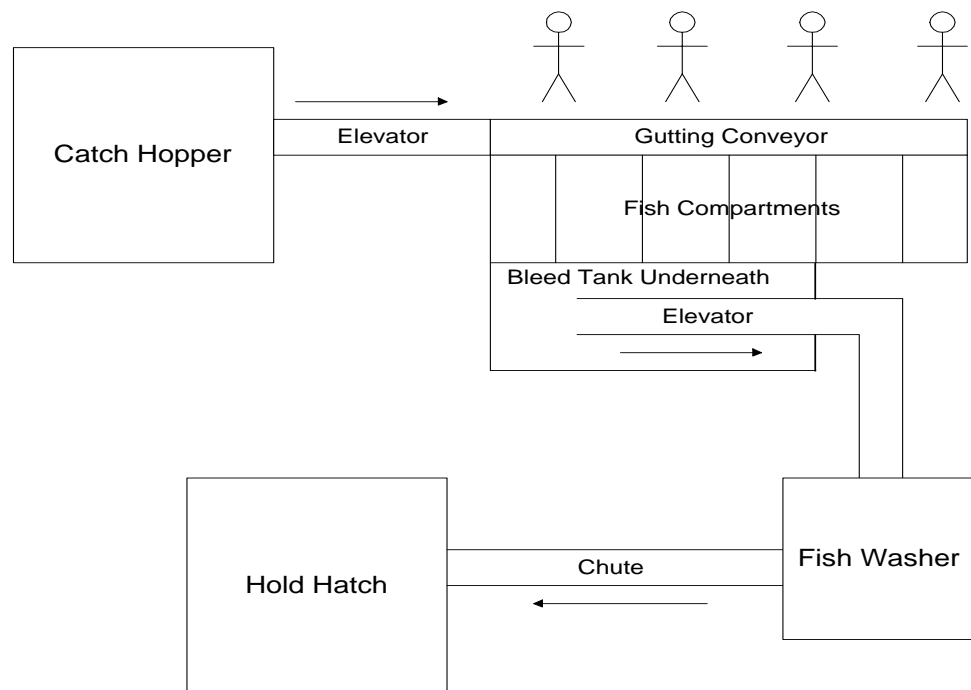 Catch Hopper
Elevator
Gutting Conveyor
Fish Compartments
Bleed Tank Underneath
Elevator
Fish Washer
Chute
Hold Hatch